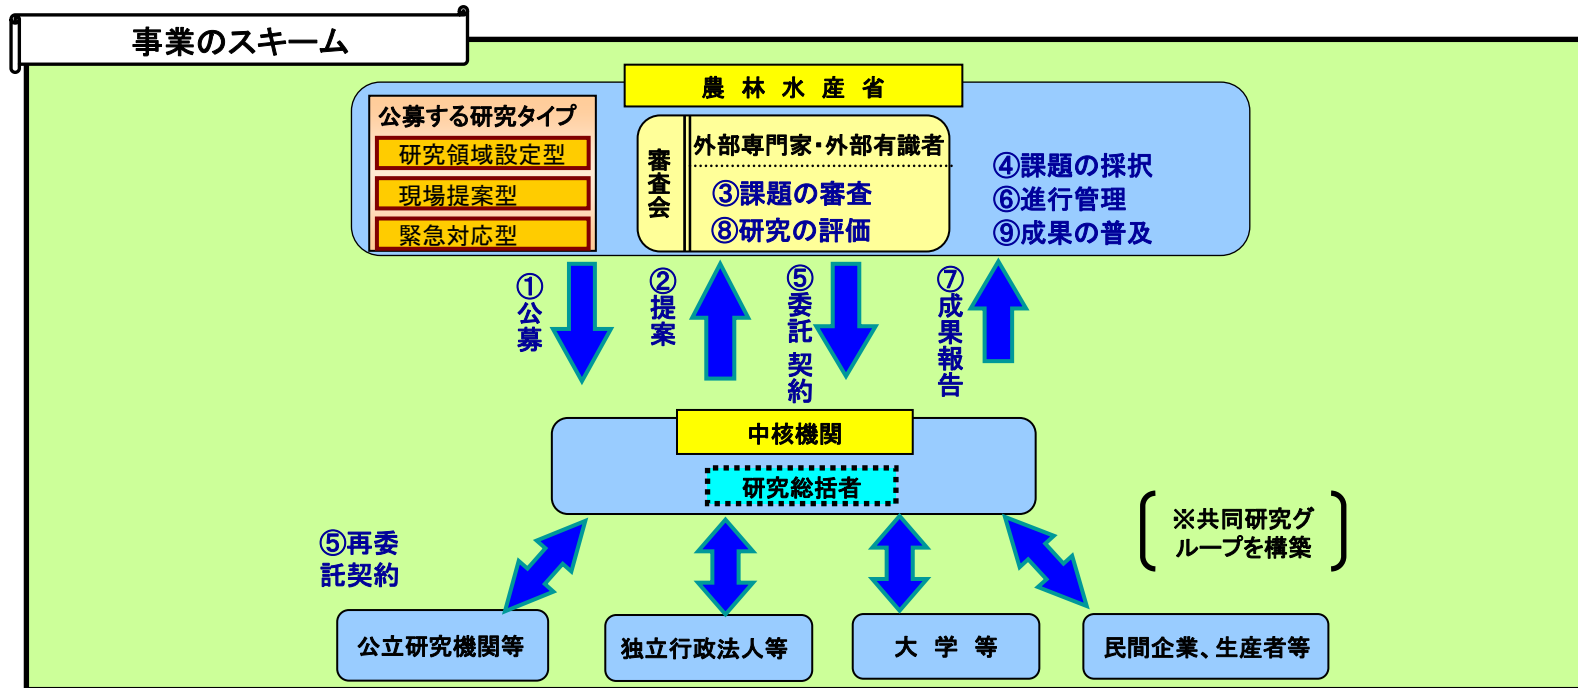 事業のスキーム
農林水産省
公募する研究タイプ
研究領域設定型
現場提案型
緊急対応型
審査会
外部専門家・外部有識者
③課題の審査
⑧研究の評価
④課題の採択
⑥進行管理
⑨成果の普及
①公募
②提案
⑤委託契約
⑦成果報告
中核機関
研究総括者
※共同研究グ
ループを構築
⑤再委
託契約
公立研究機関等
独立行政法人等
大学等
民間企業、生産者等